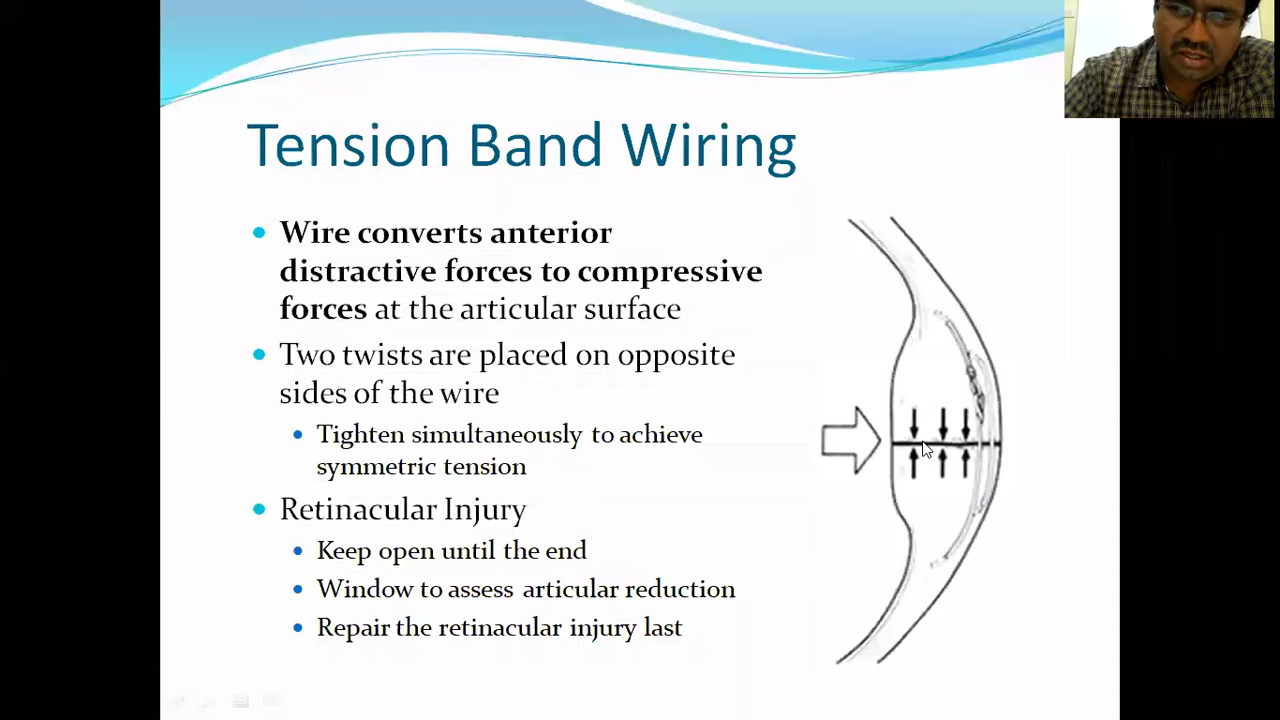 Tension Band Wiring
Wire converts anterior
distractive forces to compressive
forces at the articular surface
Two twists are placed on opposite
sides of the wire
Tighten simultaneously to achieve
symmetric tension
Retinacular Injury
Keep open until the end
Window to assess articular reduction
Repair the retinacular injury last